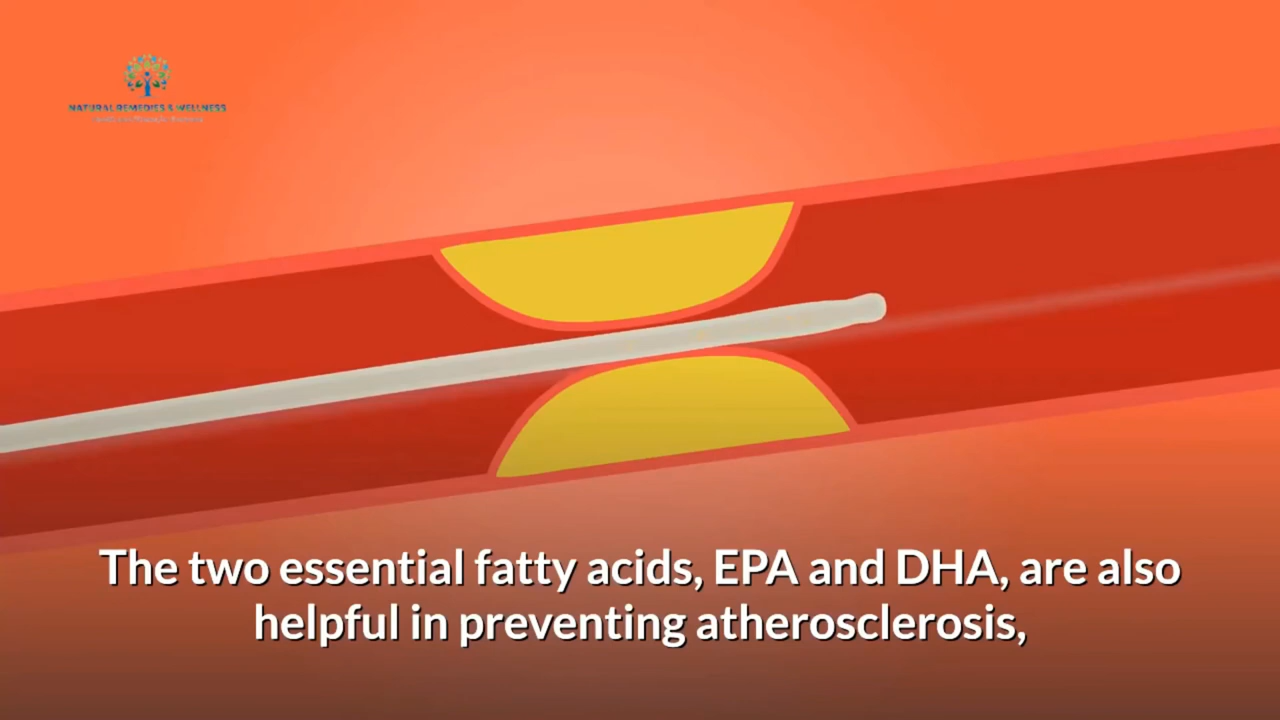 NATURAL REMEDIES & WELLNESS
The two essential fatty acids, EPA and DHA, are also
helpful in preventing atherosclerosis,